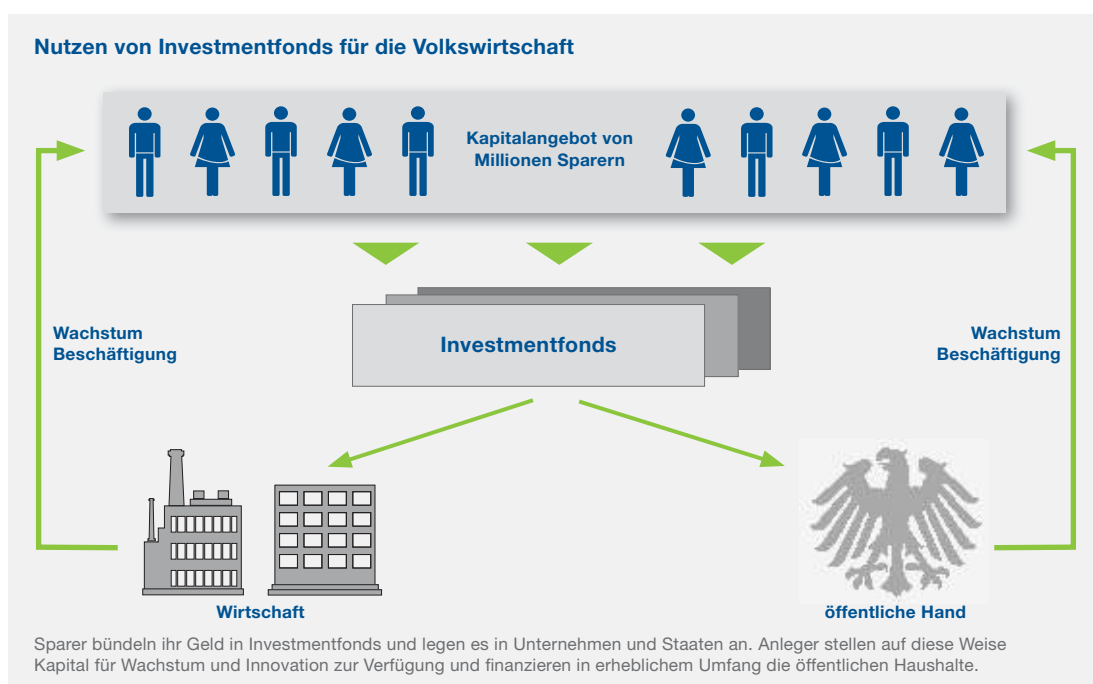 Nutzen von Investmentfonds für die Volkswirtschaft
Kapitalangebot von
Millionen Sparern
Wachstum
Beschäftigung
Investmentfonds
Wachstum
Beschäftigung
Wirtschaft
öffentliche Hand
Sparer bündeln ihr Geld in Investmentfonds und legen es in Unternehmen und Staaten an. Anleger stellen auf diese Weise
Kapital für Wachstum und Innovation zur Verfügung und finanzieren in erheblichem Umfang die öffentlichen Haushalte.